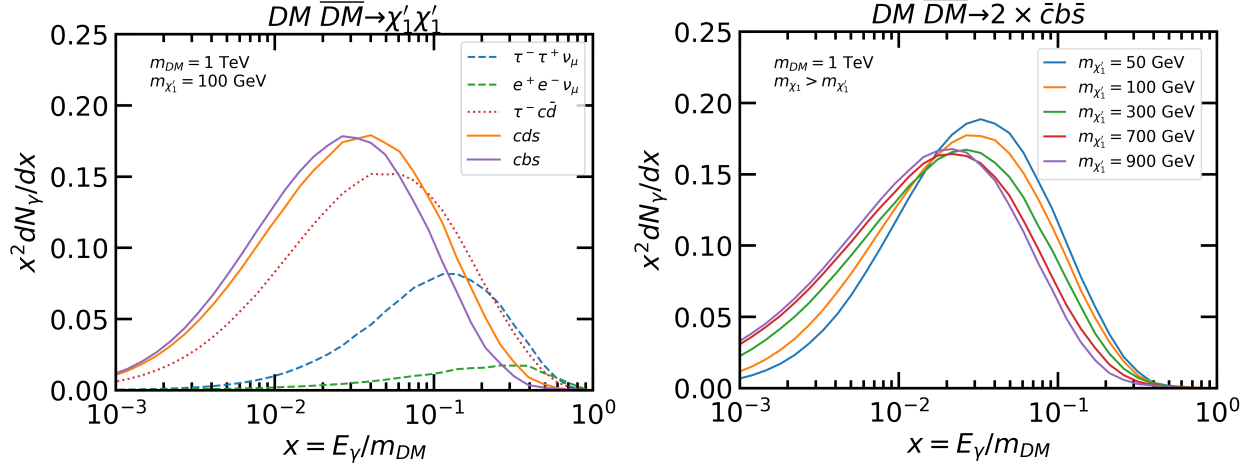 DM D̅M̅→χ′₁χ′₁
x²dNᵧ/dx
0.25
0.20
0.15
0.10
0.05
0.00
m_DM = 1 TeV
m_χ′₁ = 100 GeV
τ⁻τ⁺ν_μ
e⁺e⁻ν_μ
τ⁻cd̄
cds
cbs
10⁻³
10⁻²
10⁻¹
10⁰
x = Eᵧ/m_DM
DM D̅M̅→2 × c̄bs̄
x²dNᵧ/dx
0.25
0.20
0.15
0.10
0.05
0.00
m_DM = 1 TeV
m_χ₁ > m_χ′₁
m_χ′₁ = 50 GeV
m_χ′₁ = 100 GeV
m_χ′₁ = 300 GeV
m_χ′₁ = 700 GeV
m_χ′₁ = 900 GeV
10⁻³
10⁻²
10⁻¹
10⁰
x = Eᵧ/m_DM